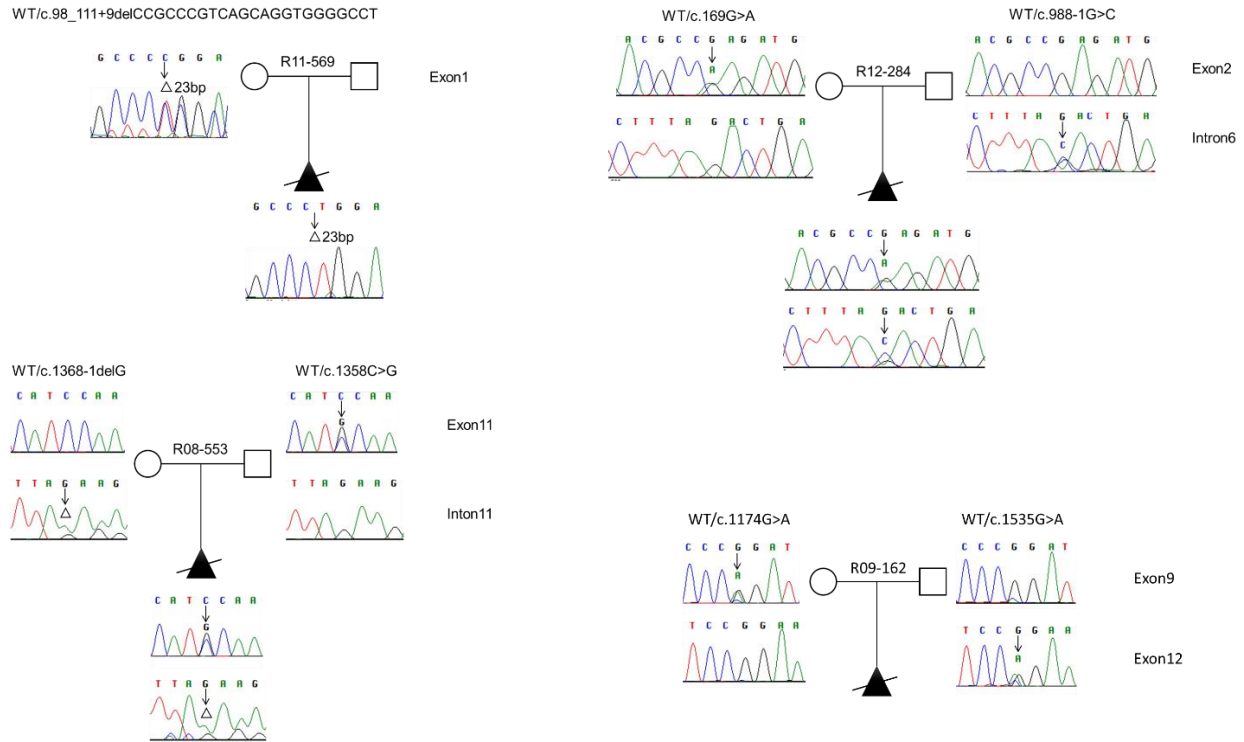 WT/c.98_111+9delCCGCCCGTCAGCAGGTGGGGCCT
G C C C C G G A
△ 23bp
R11-569
Exon1
G C C C T G G A
△23bp
WT/c.169G>A
WT/c.988-1G>C
A C G C C G A G A T G
A
R12-284
A C G C C G A G A T G
Exon2
C T T T A G A C T G A
C T T T A G A C T G A
C
Intron6
A C G C C G A G A T G
A
C T T T A G A C T G A
C
WT/c.1368-1delG
WT/c.1358C>G
C A T C C A A
C A T C C A A
G
Exon11
R08-553
T T A G A A G
△
T T A G A A G
Inton11
C A T C C A A
G
T T A G A A G
△
WT/c.1174G>A
WT/c.1535G>A
C C C G G A T
A
R09-162
C C C G G A T
Exon9
T C C G G A A
T C C G G A A
A
Exon12